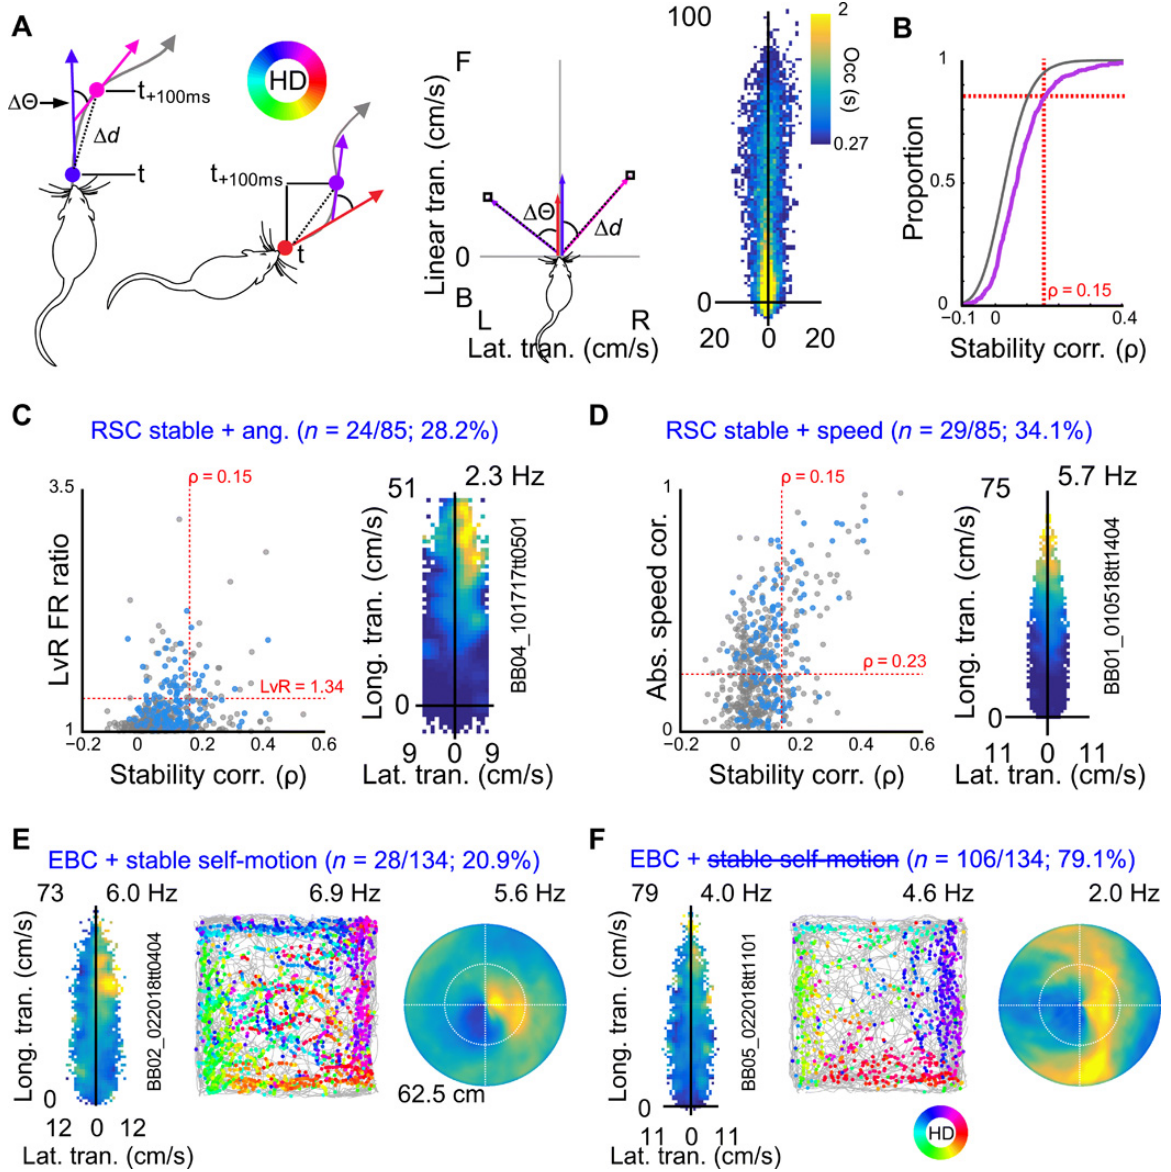 A
ΔΘ
t+100ms
Δd
t
HD
t+100ms
t
F
Linear tran. (cm/s)
0
B
L
R
Lat. tran. (cm/s)
ΔΘ
Δd
100
0
20 0 20
2
Occ (s)
0.27
B
Proportion
1
0.5
0
ρ = 0.15
−0.1 0 0.4
Stability corr. (ρ)
C
RSC stable + ang. (n = 24/85; 28.2%)
3.5
LvR FR ratio
1
ρ = 0.15
LvR = 1.34
−0.2 0 0.2 0.4 0.6
Stability corr. (ρ)
51
2.3 Hz
Long. tran. (cm/s)
0
9 0 9
Lat. tran. (cm/s)
BB04_101717tt0501
D
RSC stable + speed (n = 29/85; 34.1%)
1
Abs. speed cor.
0
ρ = 0.15
ρ = 0.23
−0.2 0 0.2 0.4 0.6
Stability corr. (ρ)
75
5.7 Hz
Long. tran. (cm/s)
0
11 0 11
Lat. tran. (cm/s)
BB01_010518tt1404
E
EBC + stable self-motion (n = 28/134; 20.9%)
73
6.0 Hz
6.9 Hz
5.6 Hz
Long. tran. (cm/s)
0
BB02_022018tt0404
62.5 cm
12 0 12
Lat. tran. (cm/s)
F
EBC + stable self-motion (n = 106/134; 79.1%)
79
4.0 Hz
4.6 Hz
2.0 Hz
Long. tran. (cm/s)
0
BB05_022018tt1101
11 0 11
Lat. tran. (cm/s)
HD